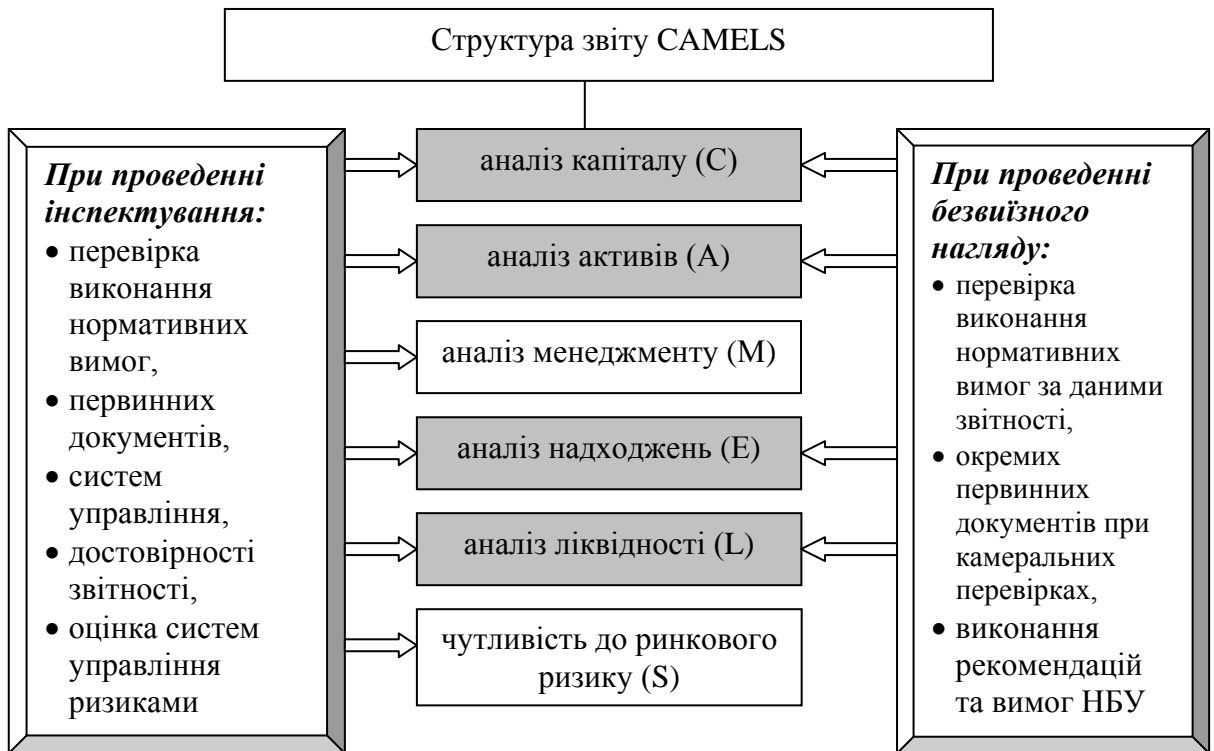 Структура звіту CAMELS
При проведенні
інспектування:
• перевірка
виконання
нормативних
вимог,
• первинних
документів,
• систем
управління,
• достовірності
звітності,
• оцінка систем
управління
ризиками
аналіз капіталу (C)
аналіз активів (A)
аналіз менеджменту (M)
аналіз надходжень (E)
аналіз ліквідності (L)
чутливість до ринкового
ризику (S)
При проведенні
безвиїзного
нагляду:
• перевірка
виконання
нормативних
вимог за даними
звітності,
• окремих
первинних
документів при
камеральних
перевірках,
• виконання
рекомендацій
та вимог НБУ